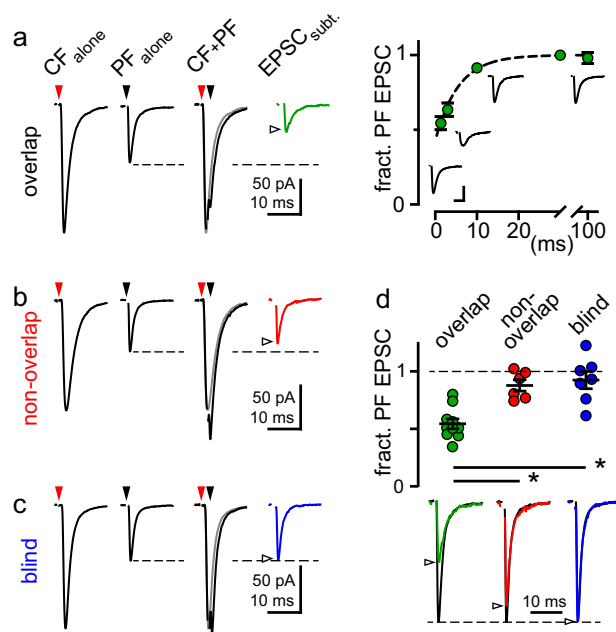 a
CF alone
PF alone
CF+PF
EPSC subt.
overlap
50 pA
10 ms
fract. PF EPSC
1
0
0
10
20
100
(ms)
b
non-overlap
50 pA
10 ms
c
blind
50 pA
10 ms
d
overlap
non-
overlap
blind
fract. PF EPSC
1
0
*
*
10 ms